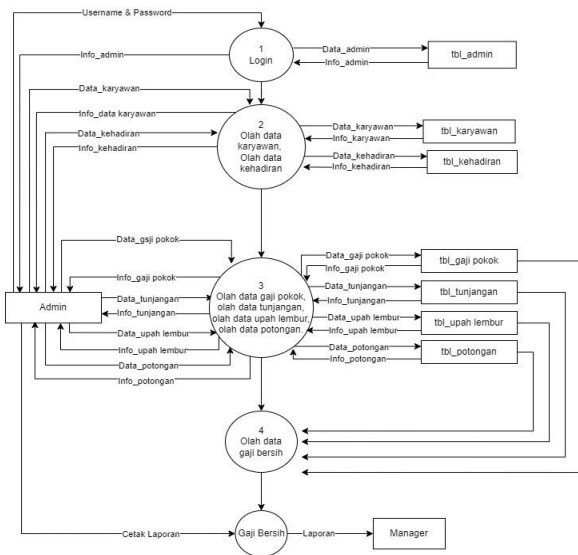 Username & Password
1
Login
Info_admin
Data_admin
Info_admin
tbl_admin
Data_karyawan
Info_data karyawan
Data_kehadiran
Info_kehadiran
2
Olah data
karyawan,
Olah data
kehadiran
Data_karyawan
Info_karyawan
tbl_karyawan
Data_kehadiran
Info_kehadiran
tbl_kehadiran
Data_gsji pokok
Info_gaji pokok
Admin
Data_tunjangan
Info_tunjangan
Data_upah lembur
Info_upah lembur
Data_potongan
Info_potongan
3
Olah data gaji pokok,
olah data tunjangan,
olah data upah lembur,
olah data potongan.
Data_gaji pokok
Info_gaji pokok
tbl_gaji pokok
Data_tunjangan
Info_tunjangan
tbl_tunjangan
Data_upah lembur
Info_upah lembur
tbl_upah lembur
Data_potongan
Info_potongan
tbl_potongan
4
Olah data
gaji bersih
Cetak Laporan
Gaji Bersih
Laporan
Manager